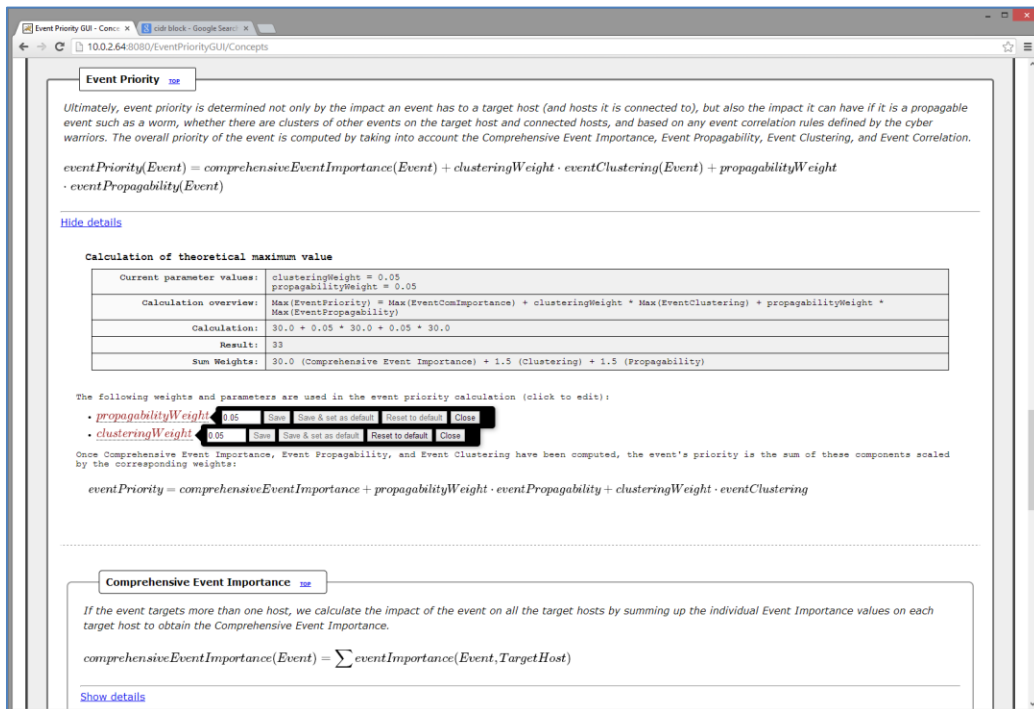 Event Priority GUI - Conce ×
cidr block - Google Search ×
10.0.2.64:8080/EventPriorityGUI/Concepts
Event Priority TOP
Ultimately, event priority is determined not only by the impact an event has to a target host (and hosts it is connected to), but also the impact it can have if it is a propagable
event such as a worm, whether there are clusters of other events on the target host and connected hosts, and based on any event correlation rules defined by the cyber
warriors. The overall priority of the event is computed by taking into account the Comprehensive Event Importance, Event Propagability, Event Clustering, and Event Correlation.
eventPriority(Event) = comprehensiveEventImportance(Event) + clusteringWeight · eventClustering(Event) + propagabilityWeight
· eventPropagability(Event)
Hide details
Calculation of theoretical maximum value
Current parameter values: clusteringWeight = 0.05
propagabilityWeight = 0.05
Calculation overview: Max(EventPriority) = Max(EventComImportance) + clusteringWeight * Max(EventClustering) + propagabilityWeight *
Max(EventPropagability)
Calculation: 30.0 + 0.05 * 30.0 + 0.05 * 30.0
Result: 33
Sum Weights: 30.0 (Comprehensive Event Importance) + 1.5 (Clustering) + 1.5 (Propagability)
The following weights and parameters are used in the event priority calculation (click to edit):
• propagabilityWeight 0.05 Save Save & set as default Reset to default Close
• clusteringWeight 0.05 Save Save & set as default Reset to default Close
Once Comprehensive Event Importance, Event Propagability, and Event Clustering have been computed, the event's priority is the sum of these components scaled
by the corresponding weights:
eventPriority = comprehensiveEventImportance + propagabilityWeight · eventPropagability + clusteringWeight · eventClustering
Comprehensive Event Importance TOP
If the event targets more than one host, we calculate the impact of the event on all the target hosts by summing up the individual Event Importance values on each
target host to obtain the Comprehensive Event Importance.
comprehensiveEventImportance(Event) = ∑ eventImportance(Event, TargetHost)
Show details